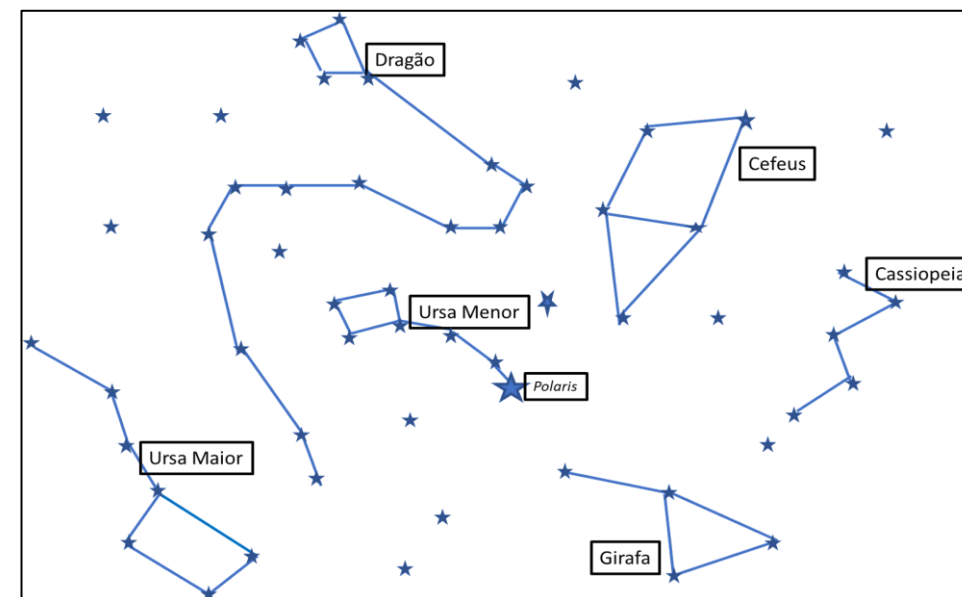 Dragão
Cefeus
Cassiopeia
Ursa Menor
Polaris
Ursa Maior
Girafa